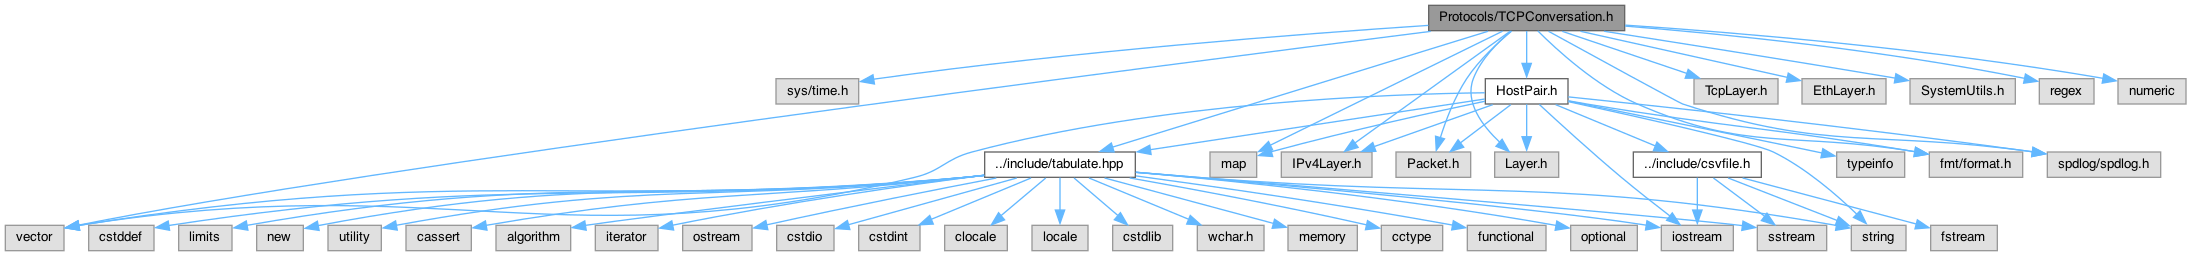 Protocols/TCPConversation.h
sys/time.h
HostPair.h
TcpLayer.h
EthLayer.h
SystemUtils.h
regex
numeric
../include/tabulate.hpp
map
IPv4Layer.h
Packet.h
Layer.h
../include/csvfile.h
typeinfo
fmt/format.h
spdlog/spdlog.h
vector
cstddef
limits
new
utility
cassert
algorithm
iterator
ostream
cstdio
cstdint
clocale
locale
cstdlib
wchar.h
memory
cctype
functional
optional
iostream
sstream
string
fstream